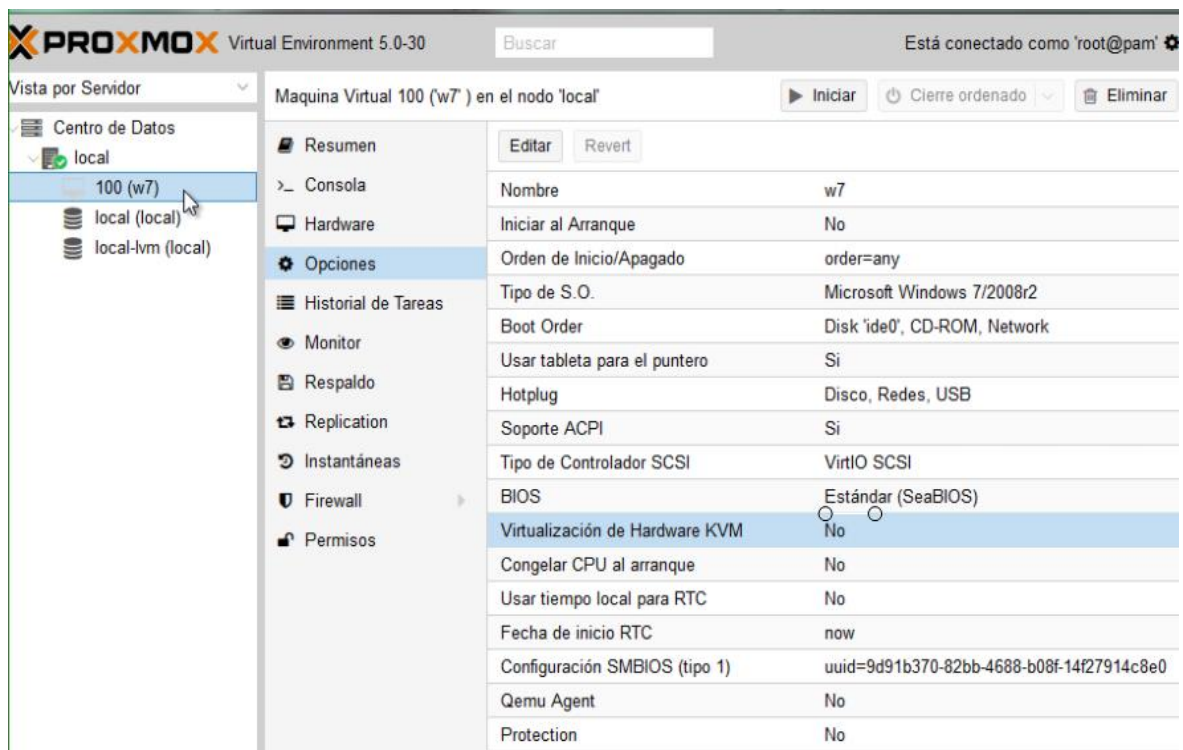 PROXMOX Virtual Environment 5.0-30 Buscar Está conectado como 'root@pam'
Vista por Servidor
Centro de Datos
local
100 (w7)
local (local)
local-lvm (local)
Maquina Virtual 100 ('w7' ) en el nodo 'local' Iniciar Cierre ordenado Eliminar
Resumen
Consola
Hardware
Opciones
Historial de Tareas
Monitor
Respaldo
Replication
Instantáneas
Firewall
Permisos
Editar Revert
Nombre w7
Iniciar al Arranque No
Orden de Inicio/Apagado order=any
Tipo de S.O. Microsoft Windows 7/2008r2
Boot Order Disk 'ide0', CD-ROM, Network
Usar tableta para el puntero Si
Hotplug Disco, Redes, USB
Soporte ACPI Si
Tipo de Controlador SCSI VirtIO SCSI
BIOS Estándar (SeaBIOS)
Virtualización de Hardware KVM No
Congelar CPU al arranque No
Usar tiempo local para RTC No
Fecha de inicio RTC now
Configuración SMBIOS (tipo 1) uuid=9d91b370-82bb-4688-b08f-14f27914c8e0
Qemu Agent No
Protection No